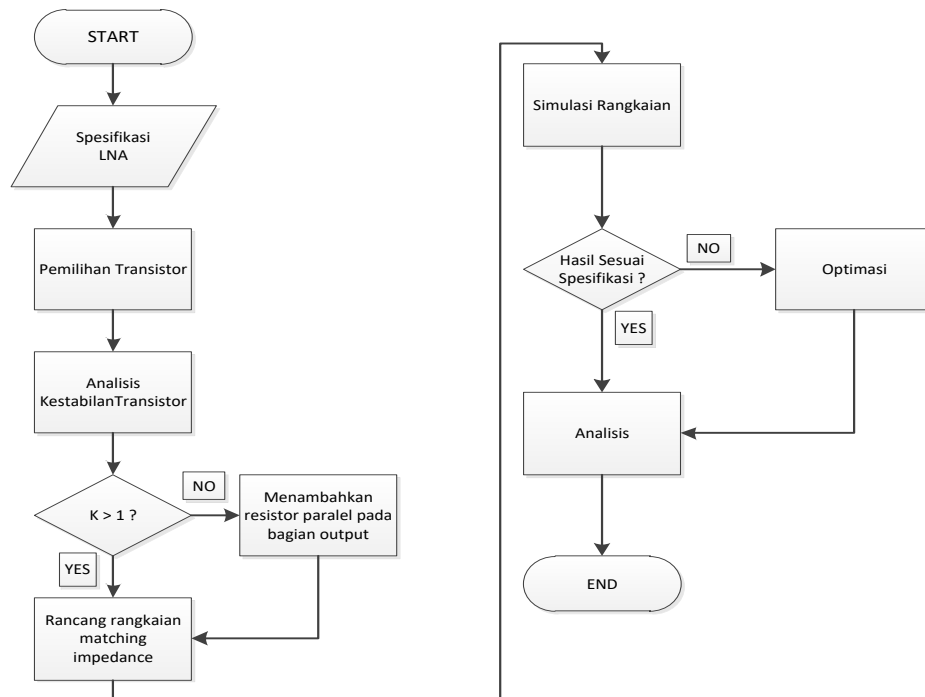 START
Spesifikasi
LNA
Pemilihan Transistor
Analisis
KestabilanTransistor
K > 1 ?
NO
Menambahkan
resistor paralel pada
bagian output
YES
Rancang rangkaian
matching
impedance
Simulasi Rangkaian
Hasil Sesuai
Spesifikasi ?
NO
Optimasi
YES
Analisis
END